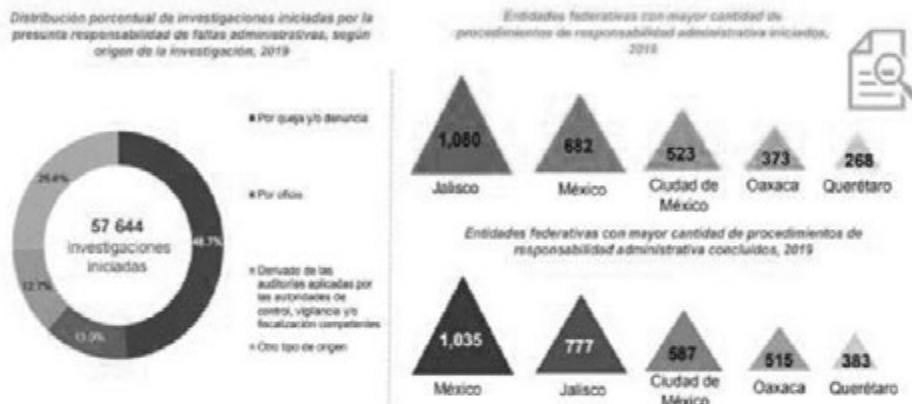 Distribución porcentual de investigaciones iniciadas por la
presunta responsabilidad de faltas administrativas, según
origen de la investigación, 2019
Por queja y/o denuncia
Por oficio
Derivado de las
auditorías aplicadas por
las autoridades de
control, vigilancia y/o
fiscalización competentes
Otro tipo de origen
57 644
investigaciones
iniciadas
12.7%
13.0%
Entidades federativas con mayor cantidad de
procedimientos de responsabilidad administrativa iniciados,
2019
1,080
682
523
373
268
Jalisco
México
Ciudad de
México
Oaxaca
Querétaro
Entidades federativas con mayor cantidad de procedimientos de
responsabilidad administrativa concluidos, 2019
1,035
777
587
515
383
México
Jalisco
Ciudad de
México
Oaxaca
Querétaro